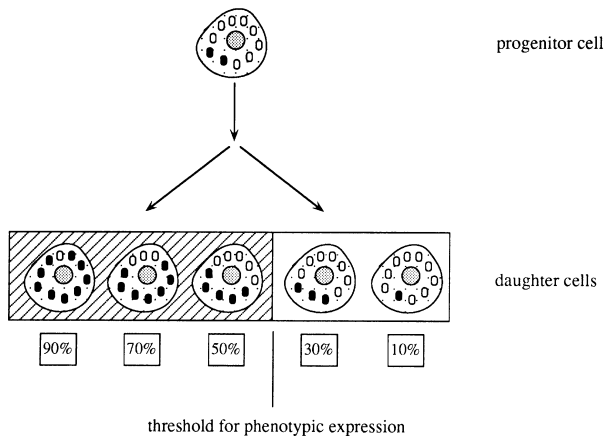 progenitor cell
daughter cells
90%
70%
50%
30%
10%
threshold for phenotypic expression